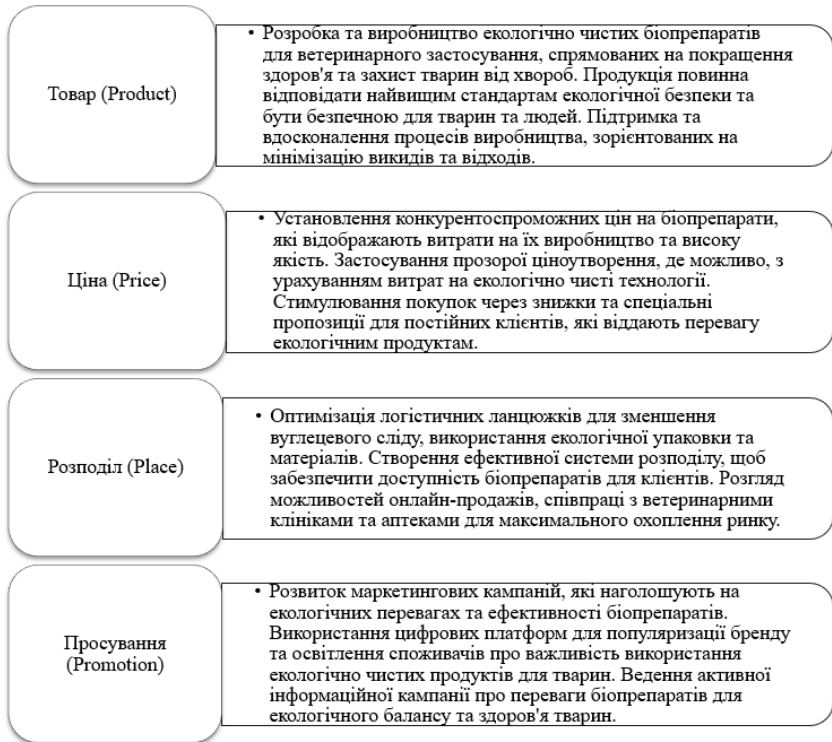 Товар (Product)
• Розробка та виробництво екологічно чистих біопрепаратів
для ветеринарного застосування, спрямованих на покращення
здоров'я та захист тварин від хвороб. Продукція повинна
відповідати найвищим стандартам екологічної безпеки та
бути безпечною для тварин та людей. Підтримка та
вдосконалення процесів виробництва, зорієнтованих на
мінімізацію викидів та відходів.
Ціна (Price)
• Установлення конкурентоспроможних цін на біопрепарати,
які відображають витрати на їх виробництво та високу
якість. Застосування прозорої ціноутворення, де можливо, з
урахуванням витрат на екологічно чисті технології.
Стимулювання покупок через знижки та спеціальні
пропозиції для постійних клієнтів, які віддають перевагу
екологічним продуктам.
Розподіл (Place)
• Оптимізація логістичних ланцюжків для зменшення
вуглецевого сліду, використання екологічної упаковки та
матеріалів. Створення ефективної системи розподілу, щоб
забезпечити доступність біопрепаратів для клієнтів. Розгляд
можливостей онлайн-продажів, співпраці з ветеринарними
клініками та аптеками для максимального охоплення ринку.
Просування
(Promotion)
• Розвиток маркетингових кампаній, які наголошують на
екологічних перевагах та ефективності біопрепаратів.
Використання цифрових платформ для популяризації бренду
та освітлення споживачів про важливість використання
екологічно чистих продуктів для тварин. Ведення активної
інформаційної кампанії про переваги біопрепаратів для
екологічного балансу та здоров'я тварин.